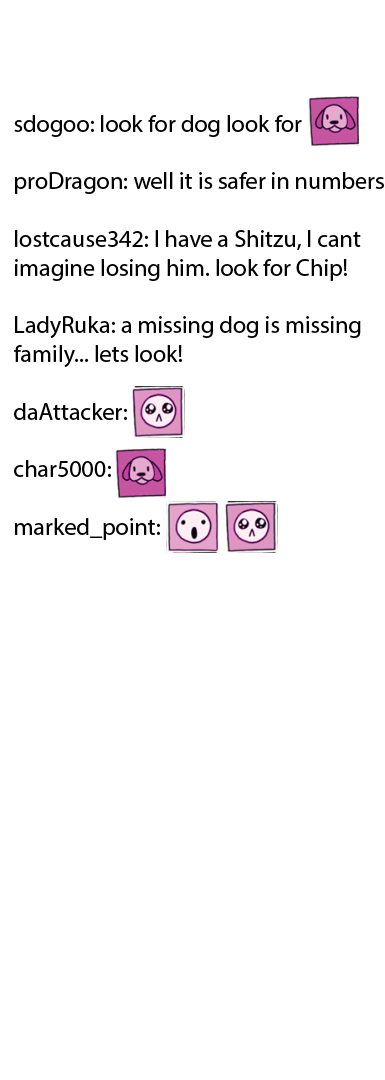 sdogoo: look for dog look for
proDragon: well it is safer in numbers
lostcause342: I have a Shitzu, I cant
imagine losing him. look for Chip!
LadyRuka: a missing dog is missing
family... lets look!
daAttacker:
char5000:
marked_point: